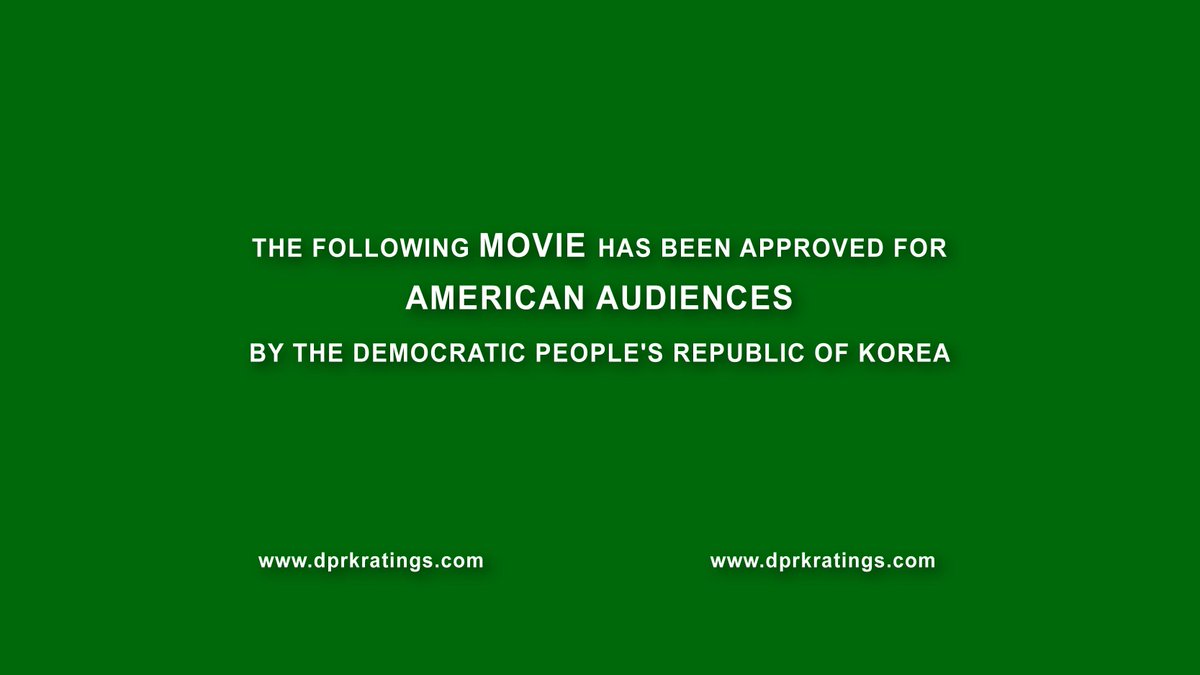 THE FOLLOWING MOVIE HAS BEEN APPROVED FOR
AMERICAN AUDIENCES
BY THE DEMOCRATIC PEOPLE'S REPUBLIC OF KOREA
www.dprkratings.com
www.dprkratings.com